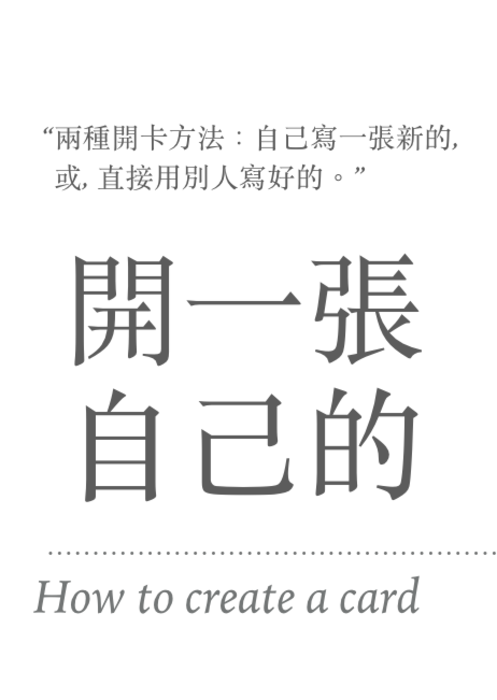 “兩種開卡方法：自己寫一張新的,
或, 直接用別人寫好的。”
開一張
自己的
How to create a card